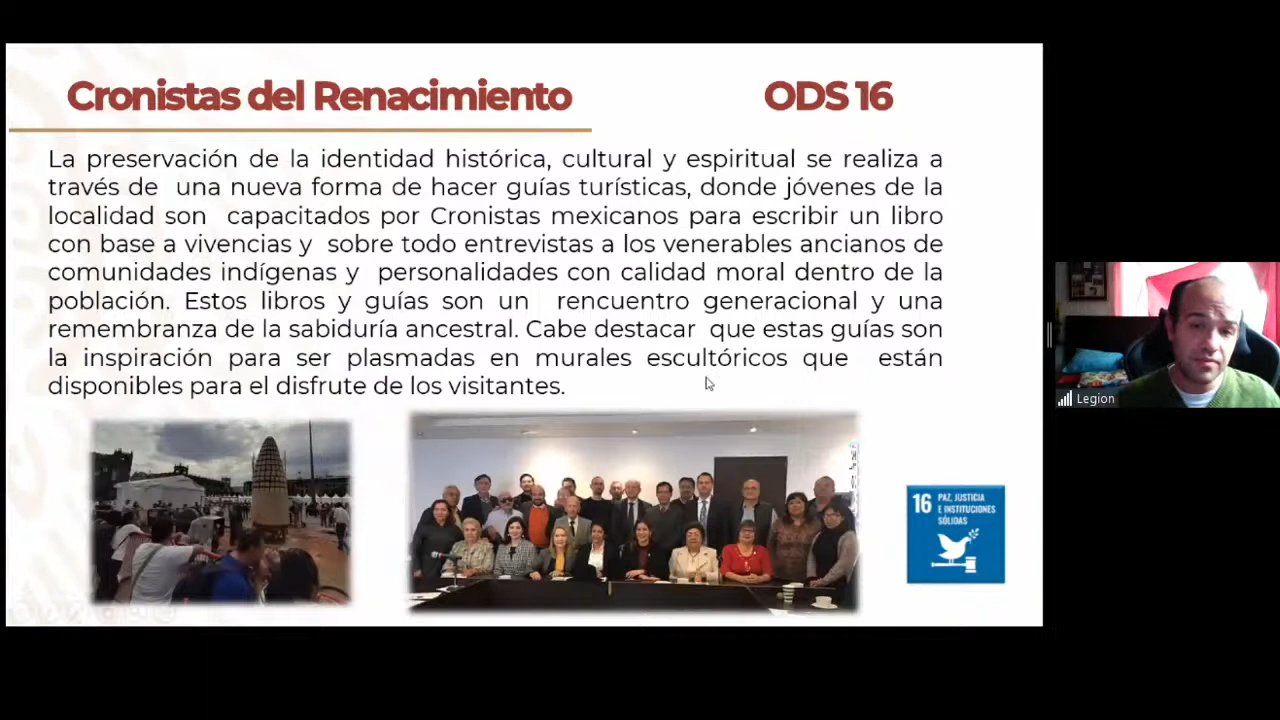 Cronistas del Renacimiento
ODS 16
La preservación de la identidad histórica, cultural y espiritual se realiza a
través de una nueva forma de hacer guías turísticas, donde jóvenes de la
localidad son capacitados por Cronistas mexicanos para escribir un libro
con base a vivencias y sobre todo entrevistas a los venerables ancianos de
comunidades indígenas y personalidades con calidad moral dentro de la
población. Estos libros y guías son un rencuentro generacional y una
remembranza de la sabiduría ancestral. Cabe destacar que estas guías son
la inspiración para ser plasmadas en murales escultóricos que están
disponibles para el disfrute de los visitantes.
16 PAZ, JUSTICIA
E INSTITUCIONES
SÓLIDAS
Legion